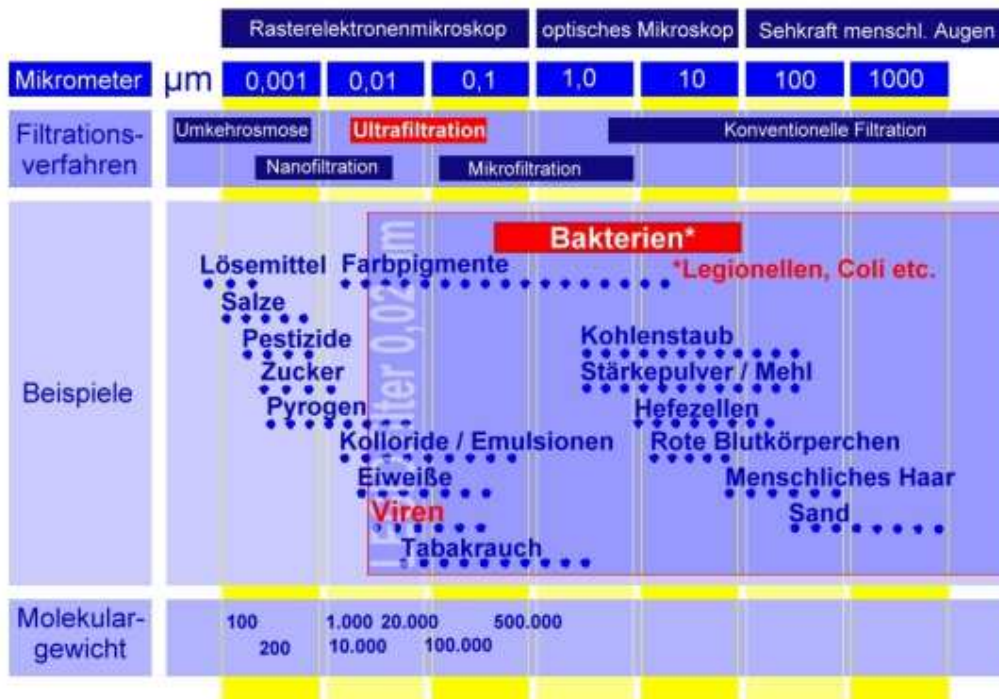 Rasterelektronenmikroskop optisches Mikroskop Sehkraft menschl. Augen
Mikrometer µm 0,001 0,01 0,1 1,0 10 100 1000
Filtrations-
verfahren
Umkehrosmose Ultrafiltration Konventionelle Filtration
Nanofiltration Mikrofiltration
Beispiele
Bakterien*
Lösemittel Farbpigmente *Legionellen, Coli etc.
Salze
Pestizide Kohlenstaub
Zucker Stärkepulver / Mehl
Pyrogen Hefezellen
Kolloride / Emulsionen Rote Blutkörperchen
Eiweiße Menschliches Haar
Viren Sand
Tabakrauch
0,02
Molekular-
gewicht
100 1.000 20.000 500.000
200 10.000 100.000